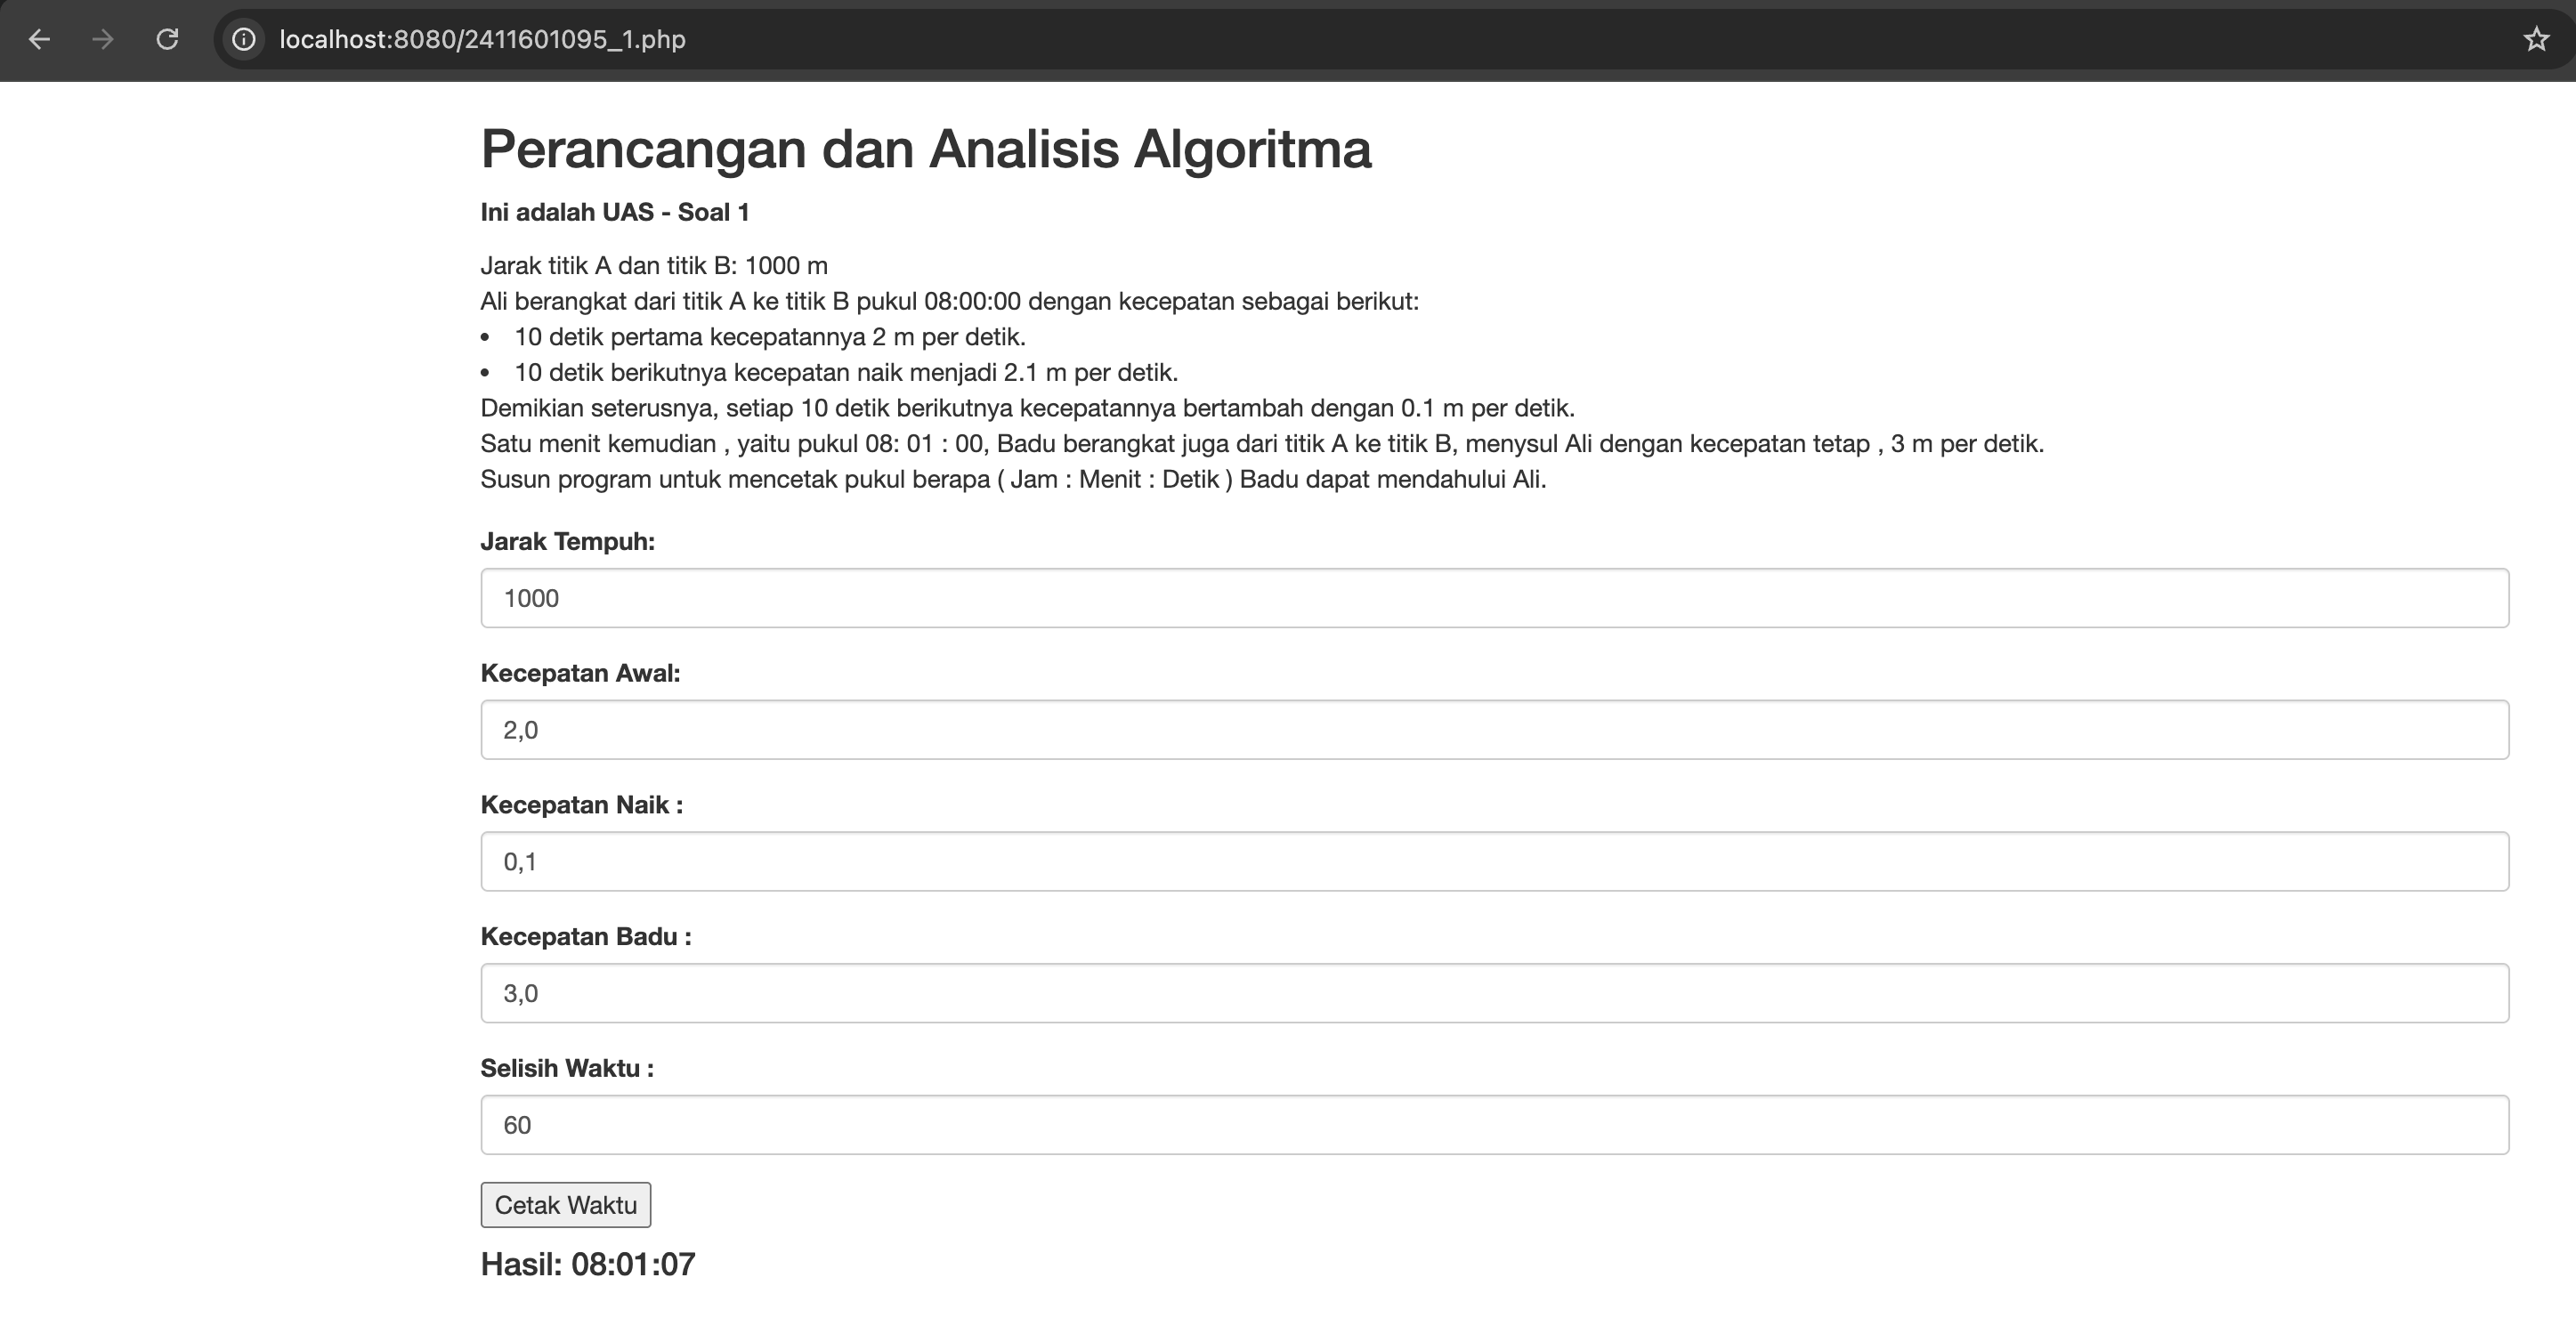 localhost:8080/2411601095_1.php
Perancangan dan Analisis Algoritma
Ini adalah UAS - Soal 1
Jarak titik A dan titik B: 1000 m
Ali berangkat dari titik A ke titik B pukul 08:00:00 dengan kecepatan sebagai berikut:
• 10 detik pertama kecepatannya 2 m per detik.
• 10 detik berikutnya kecepatan naik menjadi 2.1 m per detik.
Demikian seterusnya, setiap 10 detik berikutnya kecepatannya bertambah dengan 0.1 m per detik.
Satu menit kemudian , yaitu pukul 08: 01 : 00, Badu berangkat juga dari titik A ke titik B, menysul Ali dengan kecepatan tetap , 3 m per detik.
Susun program untuk mencetak pukul berapa ( Jam : Menit : Detik ) Badu dapat mendahului Ali.
Jarak Tempuh:
1000
Kecepatan Awal:
2,0
Kecepatan Naik :
0,1
Kecepatan Badu :
3,0
Selisih Waktu :
60
Cetak Waktu
Hasil: 08:01:07